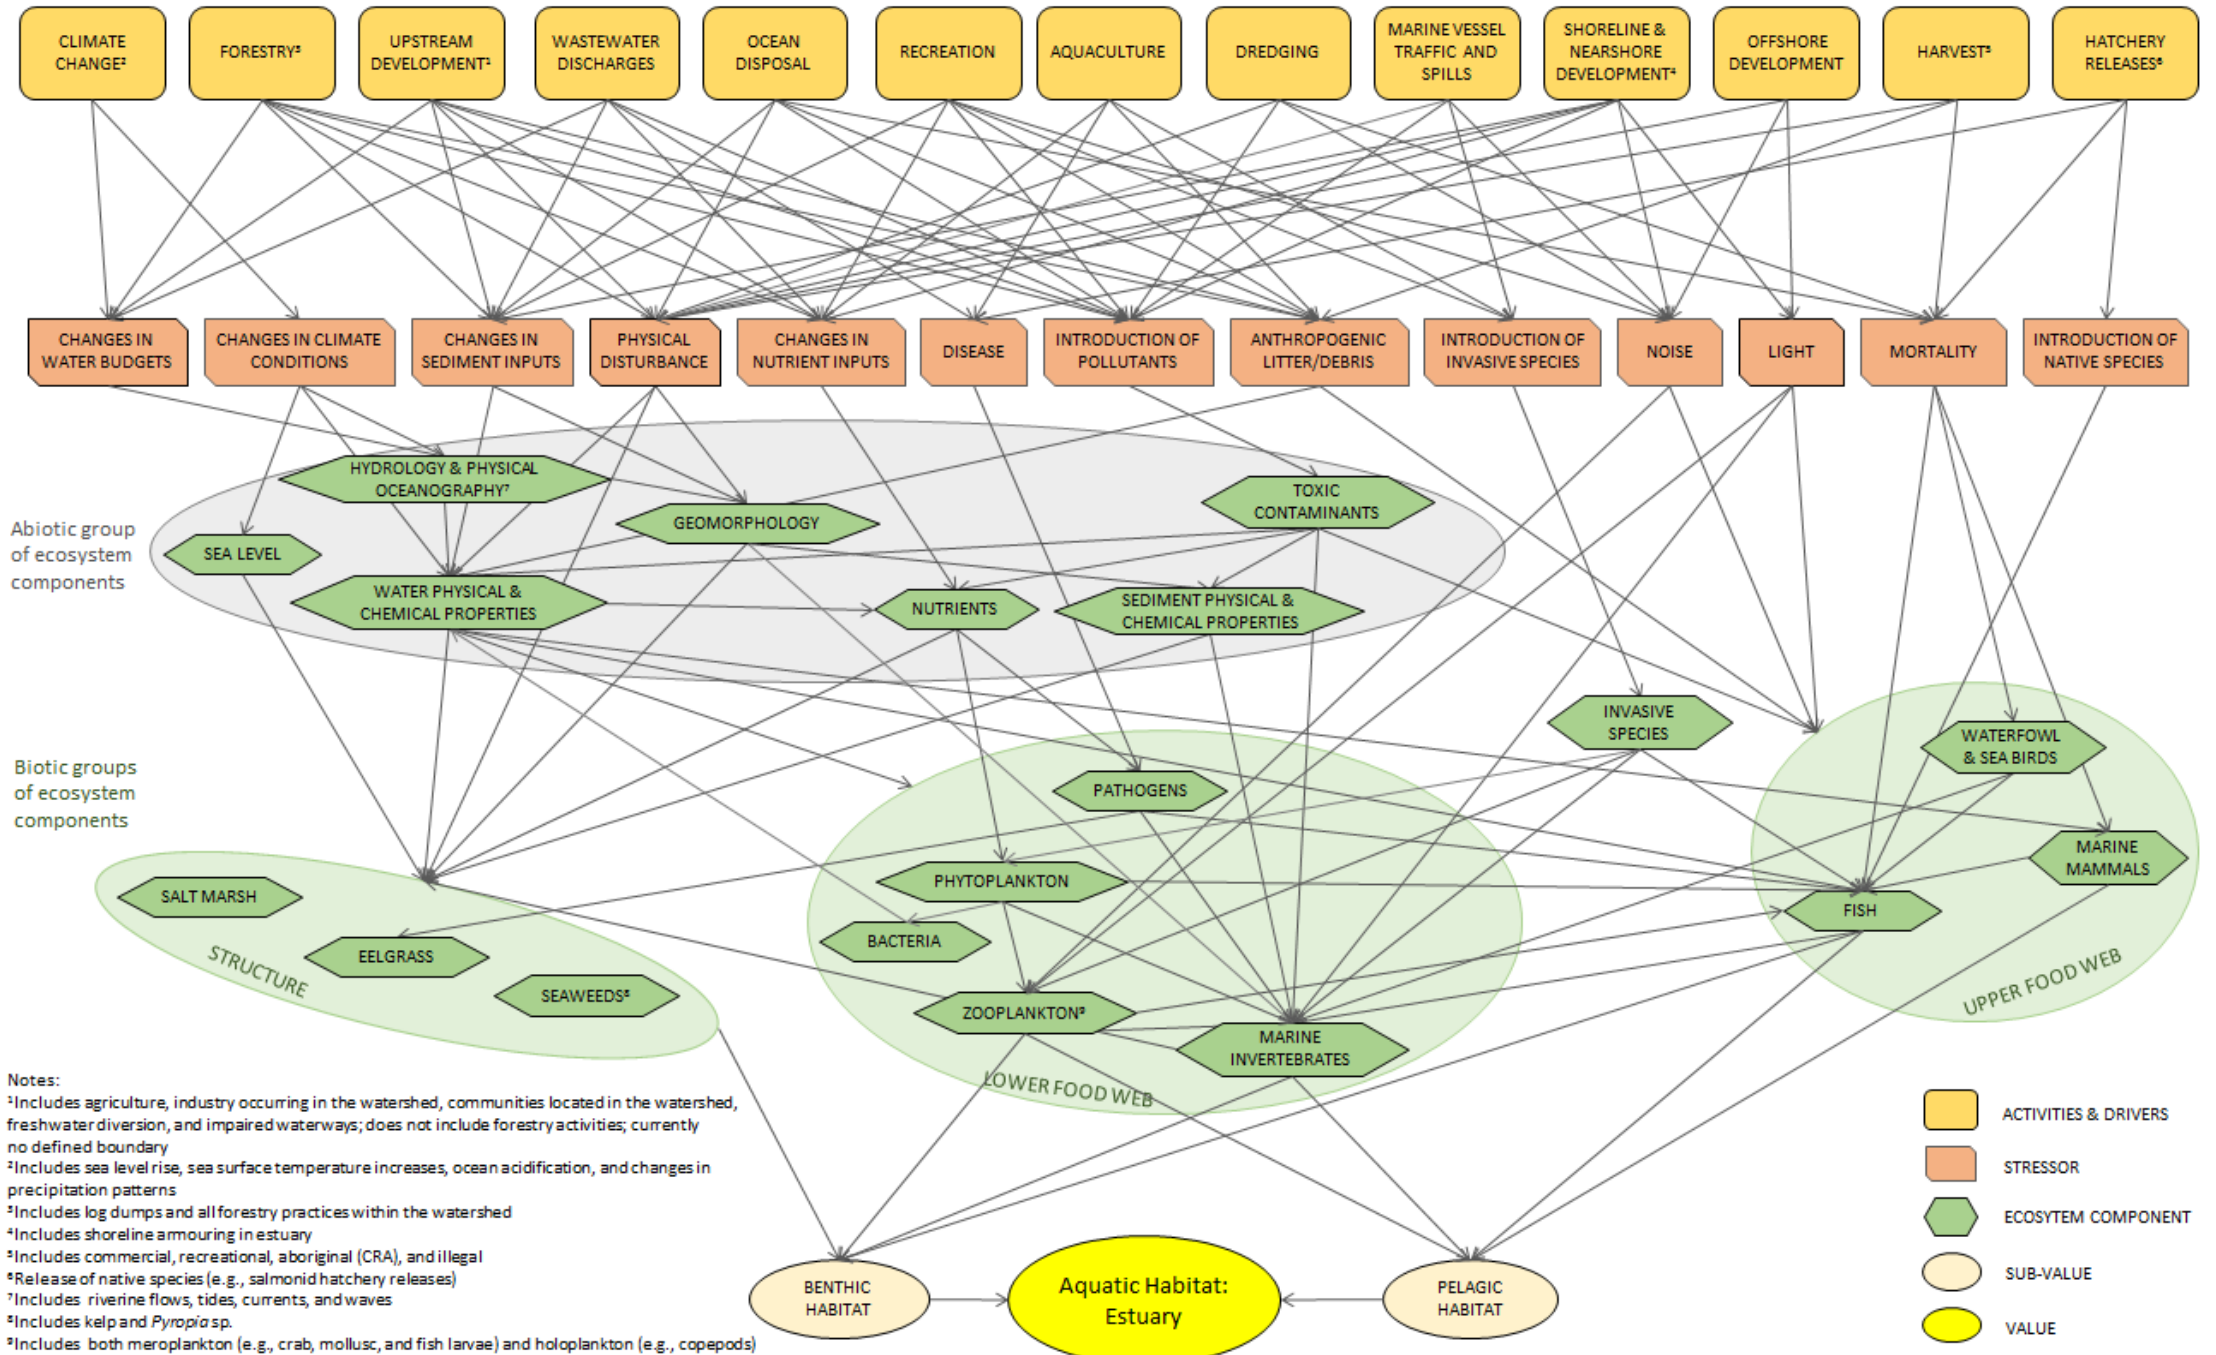 CLIMATE
CHANGE²
FORESTRY³
UPSTREAM
DEVELOPMENT¹
WASTEWATER
DISCHARGES
OCEAN
DISPOSAL
RECREATION
AQUACULTURE
DREDGING
MARINE VESSEL
TRAFFIC AND
SPILLS
SHORELINE &
NEARSHORE
DEVELOPMENT⁴
OFFSHORE
DEVELOPMENT
HARVEST⁵
HATCHERY
RELEASES⁶
CHANGES IN
WATER BUDGETS
CHANGES IN CLIMATE
CONDITIONS
CHANGES IN
SEDIMENT INPUTS
PHYSICAL
DISTURBANCE
CHANGES IN
NUTRIENT INPUTS
DISEASE
INTRODUCTION OF
POLLUTANTS
ANTHROPOGENIC
LITTER/DEBRIS
INTRODUCTION OF
INVASIVE SPECIES
NOISE
LIGHT
MORTALITY
INTRODUCTION OF
NATIVE SPECIES
Abiotic group
of ecosystem
components
HYDROLOGY & PHYSICAL
OCEANOGRAPHY⁷
GEOMORPHOLOGY
TOXIC
CONTAMINANTS
SEA LEVEL
WATER PHYSICAL &
CHEMICAL PROPERTIES
NUTRIENTS
SEDIMENT PHYSICAL &
CHEMICAL PROPERTIES
Biotic groups
of ecosystem
components
INVASIVE
SPECIES
WATERFOWL
& SEA BIRDS
PATHOGENS
MARINE
MAMMALS
PHYTOPLANKTON
FISH
BACTERIA
SALT MARSH
EELGRASS
SEAWEEDS⁸
STRUCTURE
ZOOPLANKTON⁹
MARINE
INVERTEBRATES
LOWER FOOD WEB
UPPER FOOD WEB
Notes:
¹Includes agriculture, industry occurring in the watershed, communities located in the watershed,
freshwater diversion, and impaired waterways; does not include forestry activities; currently
no defined boundary
²Includes sea level rise, sea surface temperature increases, ocean acidification, and changes in
precipitation patterns
³Includes log dumps and all forestry practices within the watershed
⁴Includes shoreline armouring in estuary
⁵Includes commercial, recreational, aboriginal (CRA), and illegal
⁶Release of native species (e.g., salmonid hatchery releases)
⁷Includes riverine flows, tides, currents, and waves
⁸Includes kelp and Pyropia sp.
⁹Includes both meroplankton (e.g., crab, mollusc, and fish larvae) and holoplankton (e.g., copepods)
BENTHIC
HABITAT
Aquatic Habitat:
Estuary
PELAGIC
HABITAT
ACTIVITIES & DRIVERS
STRESSOR
ECOSYTEM COMPONENT
SUB-VALUE
VALUE